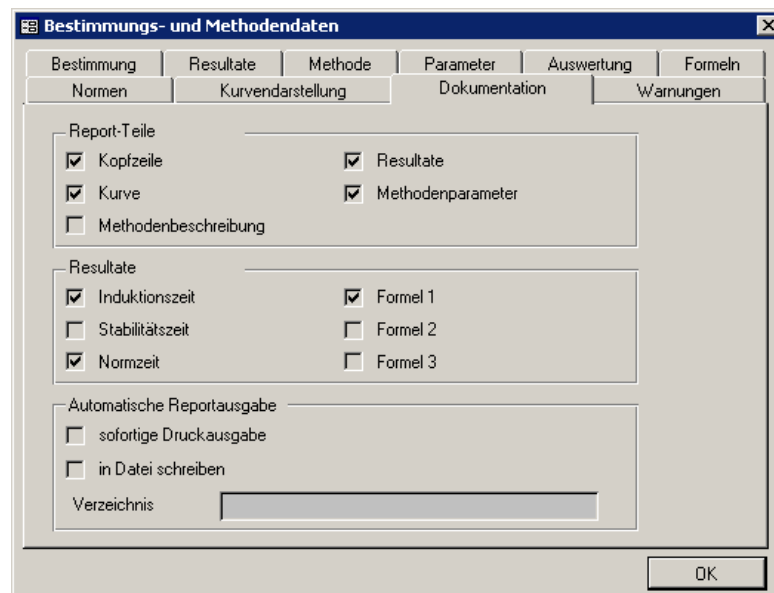 Bestimmungs- und Methodendaten
Bestimmung Resultate Methode Parameter Auswertung Formeln
Normen Kurvendarstellung Dokumentation Warnungen
Report-Teile
Kopfzeile Resultate
Kurve Methodenparameter
Methodenbeschreibung
Resultate
Induktionszeit Formel 1
Stabilitätszeit Formel 2
Normzeit Formel 3
Automatische Reportausgabe
sofortige Druckausgabe
in Datei schreiben
Verzeichnis
OK